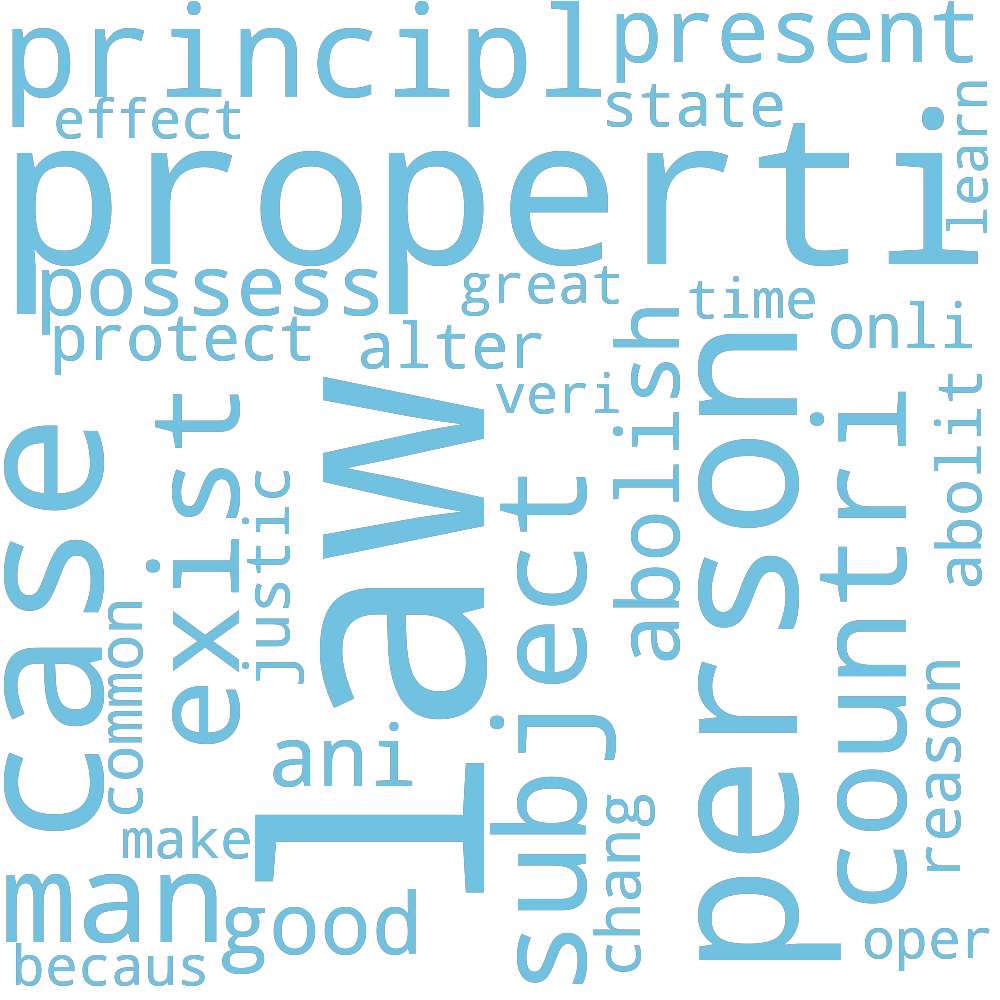 principl
present
effect
state
learn
properti
possess
great
time
protect
alter
onli
veri
abolish
person
abolit
countri
case
exist
law
subject
justic
common
reason
ani
chang
make
man
good
oper
becaus